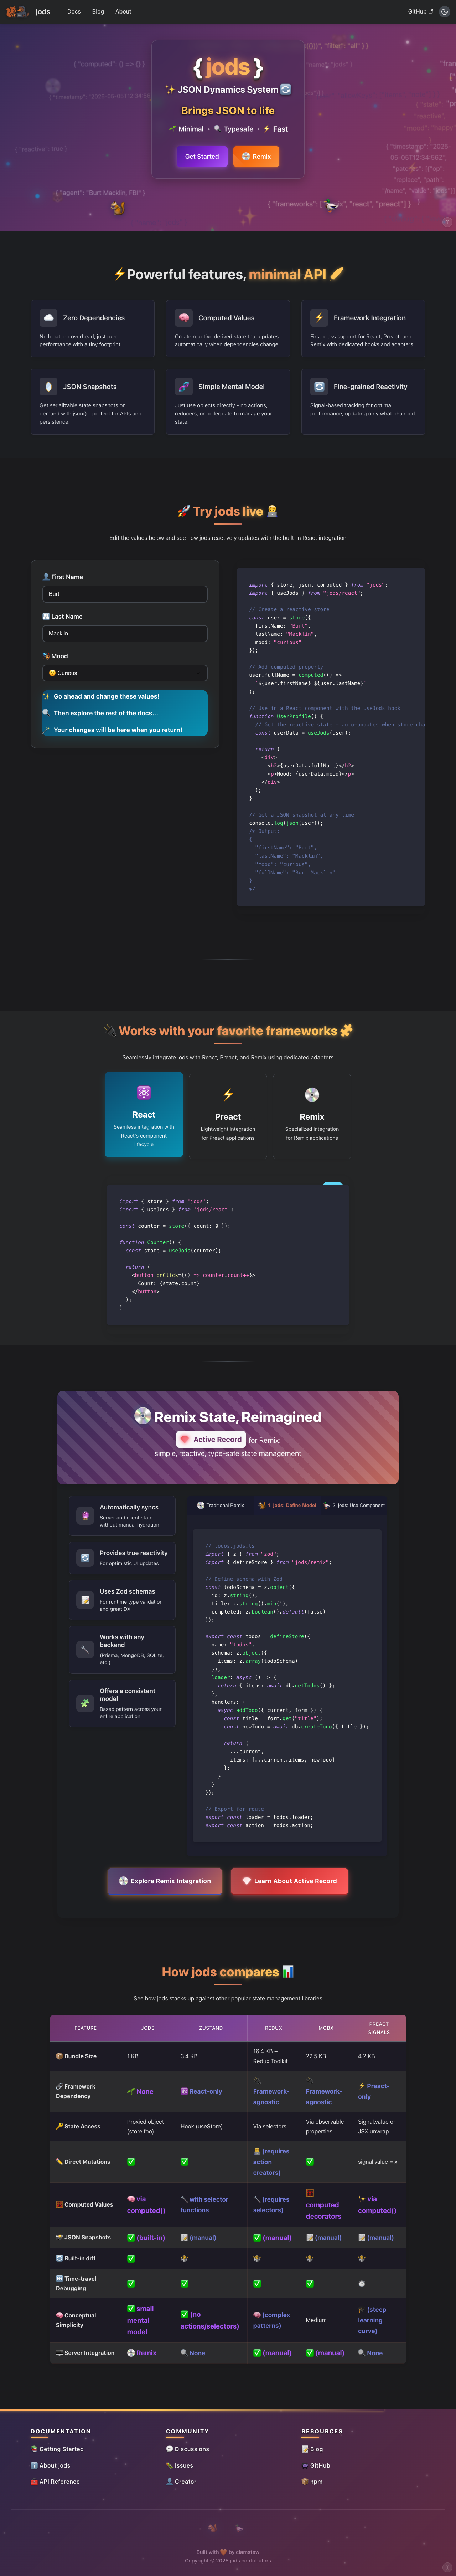 jods
Docs
Blog
About
GitHub
{ jods }
✨ JSON Dynamics System 🔄
Brings JSON to life
Minimal • Typesafe • ⚡ Fast
Get Started
Remix
{ "computed": () => {} }
{ "agent": "Burt Macklin, FBI" }
⚡Powerful features, minimal API
Zero Dependencies
No bloat, no overhead, just pure
performance with a tiny footprint.
Computed Values
Create reactive derived state that updates
automatically when dependencies change.
Framework Integration
First-class support for React, Preact, and
Remix with dedicated hooks and adapters.
JSON Snapshots
Get serializable state snapshots on
demand with json() - perfect for APIs and
persistence.
Simple Mental Model
Just use objects directly - no actions,
reducers, or boilerplate to manage your
state.
Fine-grained Reactivity
Signal-based tracking for optimal
performance, updating only what changed.
🚀 Try jods live
Edit the values below and see how jods reactively updates with the built-in React integration
First Name
Burt
Last Name
Macklin
Mood
Curious
Go ahead and change these values!
Then explore the rest of the docs...
Your changes will be here when you return!
import { store, json, computed } from "jods";
import { useJods } from "jods/react";
// Create a reactive store
const user = store({
firstName: "Burt",
lastName: "Macklin",
mood: "curious"
});
// Add computed property
user.fullName = computed(() =>
`${user.firstName} ${user.lastName}`
);
// Use in a React component with the useJods hook
function UserProfile() {
// Get the reactive state - auto-updates when store cha
const userData = useJods(user);
return (
<div>
<h2>{userData.fullName}</h2>
<p>Mood: {userData.mood}</p>
</div>
);
}
// Get a JSON snapshot at any time
console.log(json(user));
/* Output:
{
"firstName": "Burt",
"lastName": "Macklin",
"mood": "curious",
"fullName": "Burt Macklin"
}
*/
Works with your favorite frameworks
Seamlessly integrate jods with React, Preact, and Remix using dedicated adapters
React
Seamless integration with
React's component
lifecycle
Preact
Lightweight integration
for Preact applications
Remix
Specialized integration
for Remix applications
import { store } from 'jods';
import { useJods } from 'jods/react';
const counter = store({ count: 0 });
function Counter() {
const state = useJods(counter);
return (
<button onClick={() => counter.count++}>
Count: {state.count}
</button>
);
}
Remix State, Reimagined
Active Record for Remix:
simple, reactive, type-safe state management
Automatically syncs
Server and client state
without manual hydration
Provides true reactivity
For optimistic UI updates
Uses Zod schemas
For runtime type validation
and great DX
Works with any
backend
(Prisma, MongoDB, SQLite,
etc.)
Offers a consistent
model
Based pattern across your
entire application
Traditional Remix
1. jods: Define Model
2. jods: Use Component
// todos.jods.ts
import { z } from "zod";
import { defineStore } from "jods/remix";
// Define schema with Zod
const todoSchema = z.object({
id: z.string(),
title: z.string().min(1),
completed: z.boolean().default(false)
});
export const todos = defineStore({
name: "todos",
schema: z.object({
items: z.array(todoSchema)
}),
loader: async () => {
return { items: await db.getTodos() };
},
handlers: {
async addTodo({ current, form }) {
const title = form.get("title");
const newTodo = await db.createTodo({ title });
return {
...current,
items: [...current.items, newTodo]
};
}
}
});
// Export for route
export const loader = todos.loader;
export const action = todos.action;
Explore Remix Integration
Learn About Active Record
How jods compares 📊
See how jods stacks up against other popular state management libraries
FEATURE JODS ZUSTAND REDUX MOBX PREACT SIGNALS
Bundle Size 1 KB 3.4 KB 16.4 KB + Redux Toolkit 22.5 KB 4.2 KB
Framework Dependency None React-only Framework-agnostic Framework-agnostic Preact-only
State Access Proxied object (store.foo) Hook (useStore) Via selectors Via observable properties Signal.value or JSX unwrap
Direct Mutations ✅ ✅ (requires action creators) ✅ signal.value = x
Computed Values via computed() with selector functions (requires selectors) computed decorators ✨ via computed()
JSON Snapshots ✅ (built-in) (manual) ✅ (manual) (manual) (manual)
Built-in diff ✅
Time-travel Debugging ✅ ✅ ✅ ✅
Conceptual Simplicity ✅ small mental model ✅ (no actions/selectors) (complex patterns) Medium (steep learning curve)
Server Integration Remix None ✅ (manual) ✅ (manual) None
DOCUMENTATION
Getting Started
About jods
API Reference
COMMUNITY
Discussions
Issues
Creator
RESOURCES
Blog
GitHub
npm
Built with 🤎 by clamstew
Copyright © 2025 jods contributors